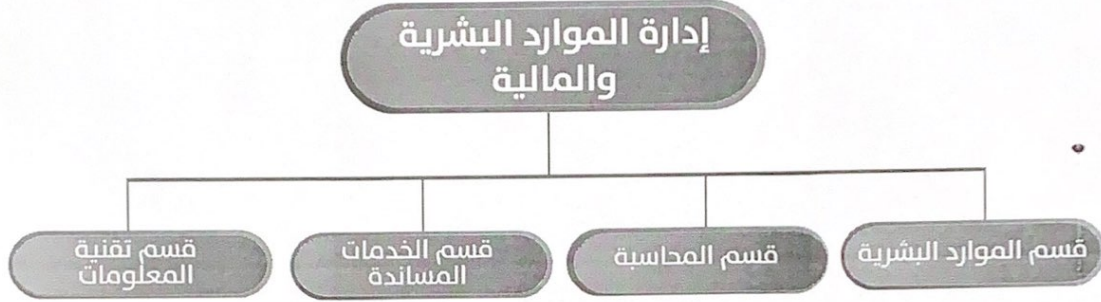 إدارة الموارد البشرية
والمالية
قسم الموارد البشرية
قسم المحاسبة
قسم الخدمات
المساندة
قسم تقنية
المعلومات